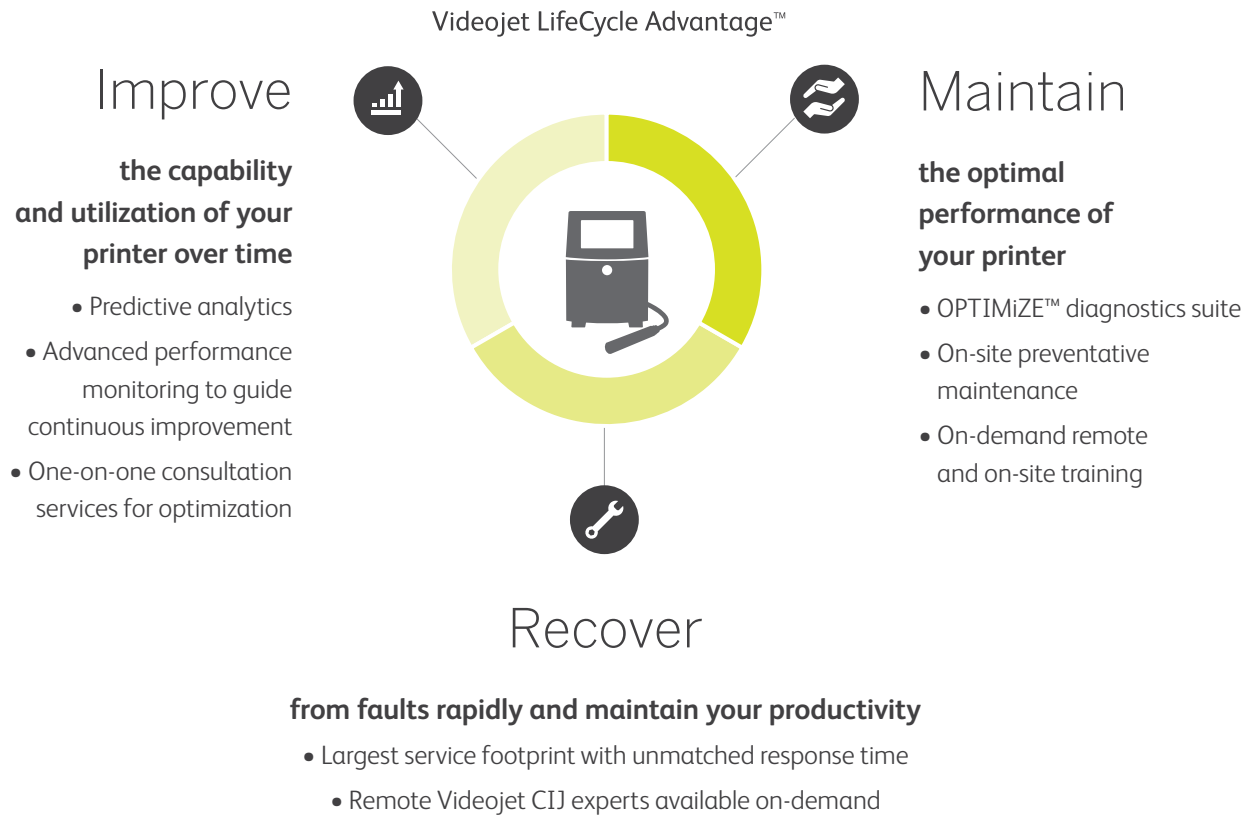 Videojet LifeCycle Advantage™
Improve
the capability
and utilization of your
printer over time
• Predictive analytics
• Advanced performance
monitoring to guide
continuous improvement
• One-on-one consultation
services for optimization
Maintain
the optimal
performance of
your printer
• OPTIMiZE™ diagnostics suite
• On-site preventative
maintenance
• On-demand remote
and on-site training
Recover
from faults rapidly and maintain your productivity
• Largest service footprint with unmatched response time
• Remote Videojet CIJ experts available on-demand